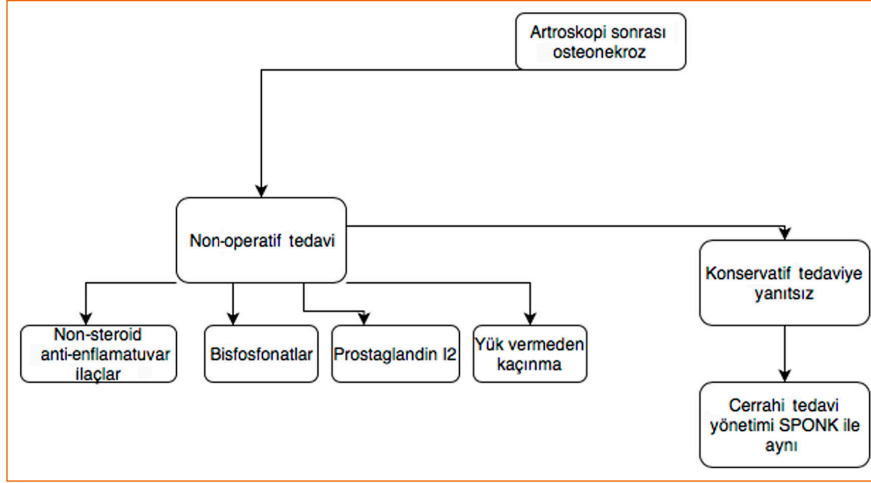 Artroskopi sonrası
osteonekroz
Non-operatif tedavi
Konservatif tedaviye
yanıtsız
Non-steroid
anti-enflamatuvar
ilaçlar
Bisfosfonatlar
Prostaglandin I2
Yük vermeden
kaçınma
Cerrahi tedavi
yönetimi SPONK ile
aynı